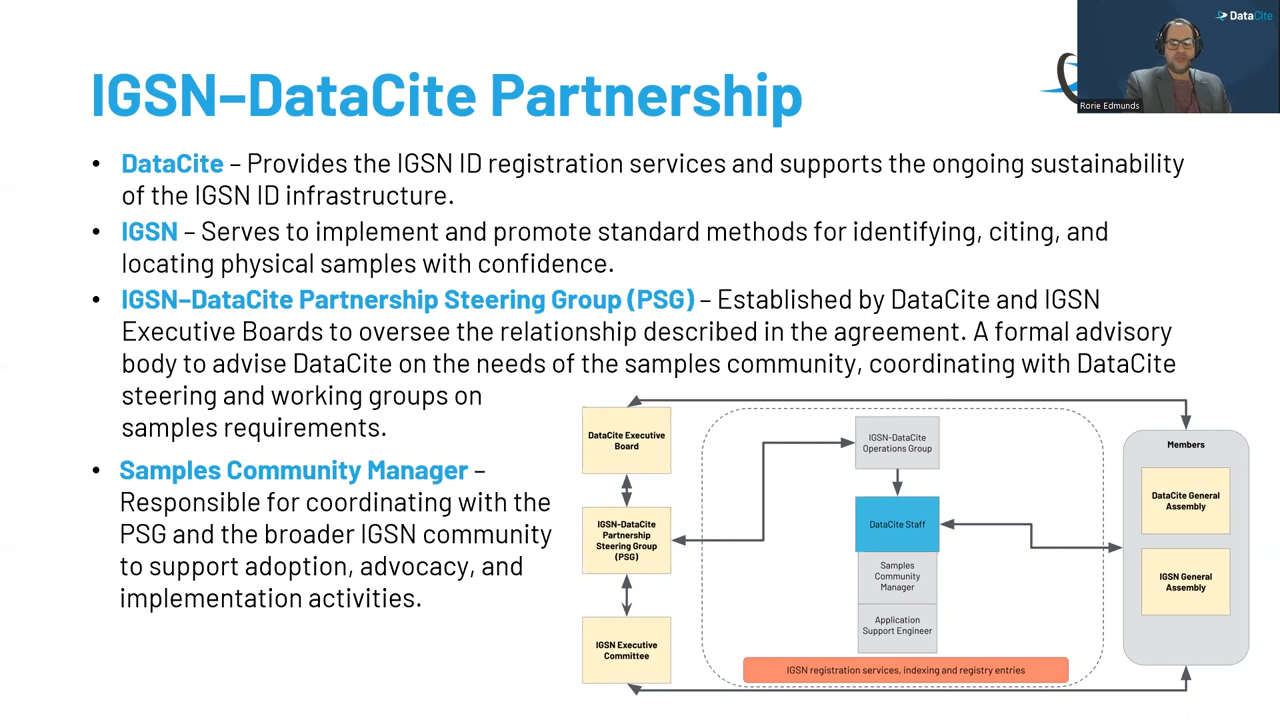 DataCite
Rorie Edmunds
IGSN–DataCite Partnership
• DataCite – Provides the IGSN ID registration services and supports the ongoing sustainability
of the IGSN ID infrastructure.
• IGSN – Serves to implement and promote standard methods for identifying, citing, and
locating physical samples with confidence.
• IGSN–DataCite Partnership Steering Group (PSG) – Established by DataCite and IGSN
Executive Boards to oversee the relationship described in the agreement. A formal advisory
body to advise DataCite on the needs of the samples community, coordinating with DataCite
steering and working groups on
samples requirements.
• Samples Community Manager –
Responsible for coordinating with the
PSG and the broader IGSN community
to support adoption, advocacy, and
implementation activities.
DataCite Executive
Board
IGSN-DataCite
Partnership
Steering Group
(PSG)
IGSN Executive
Committee
IGSN-DataCite
Operations Group
DataCite Staff
Samples
Community
Manager
Application
Support Engineer
IGSN registration services, indexing and registry entries
Members
DataCite General
Assembly
IGSN General
Assembly